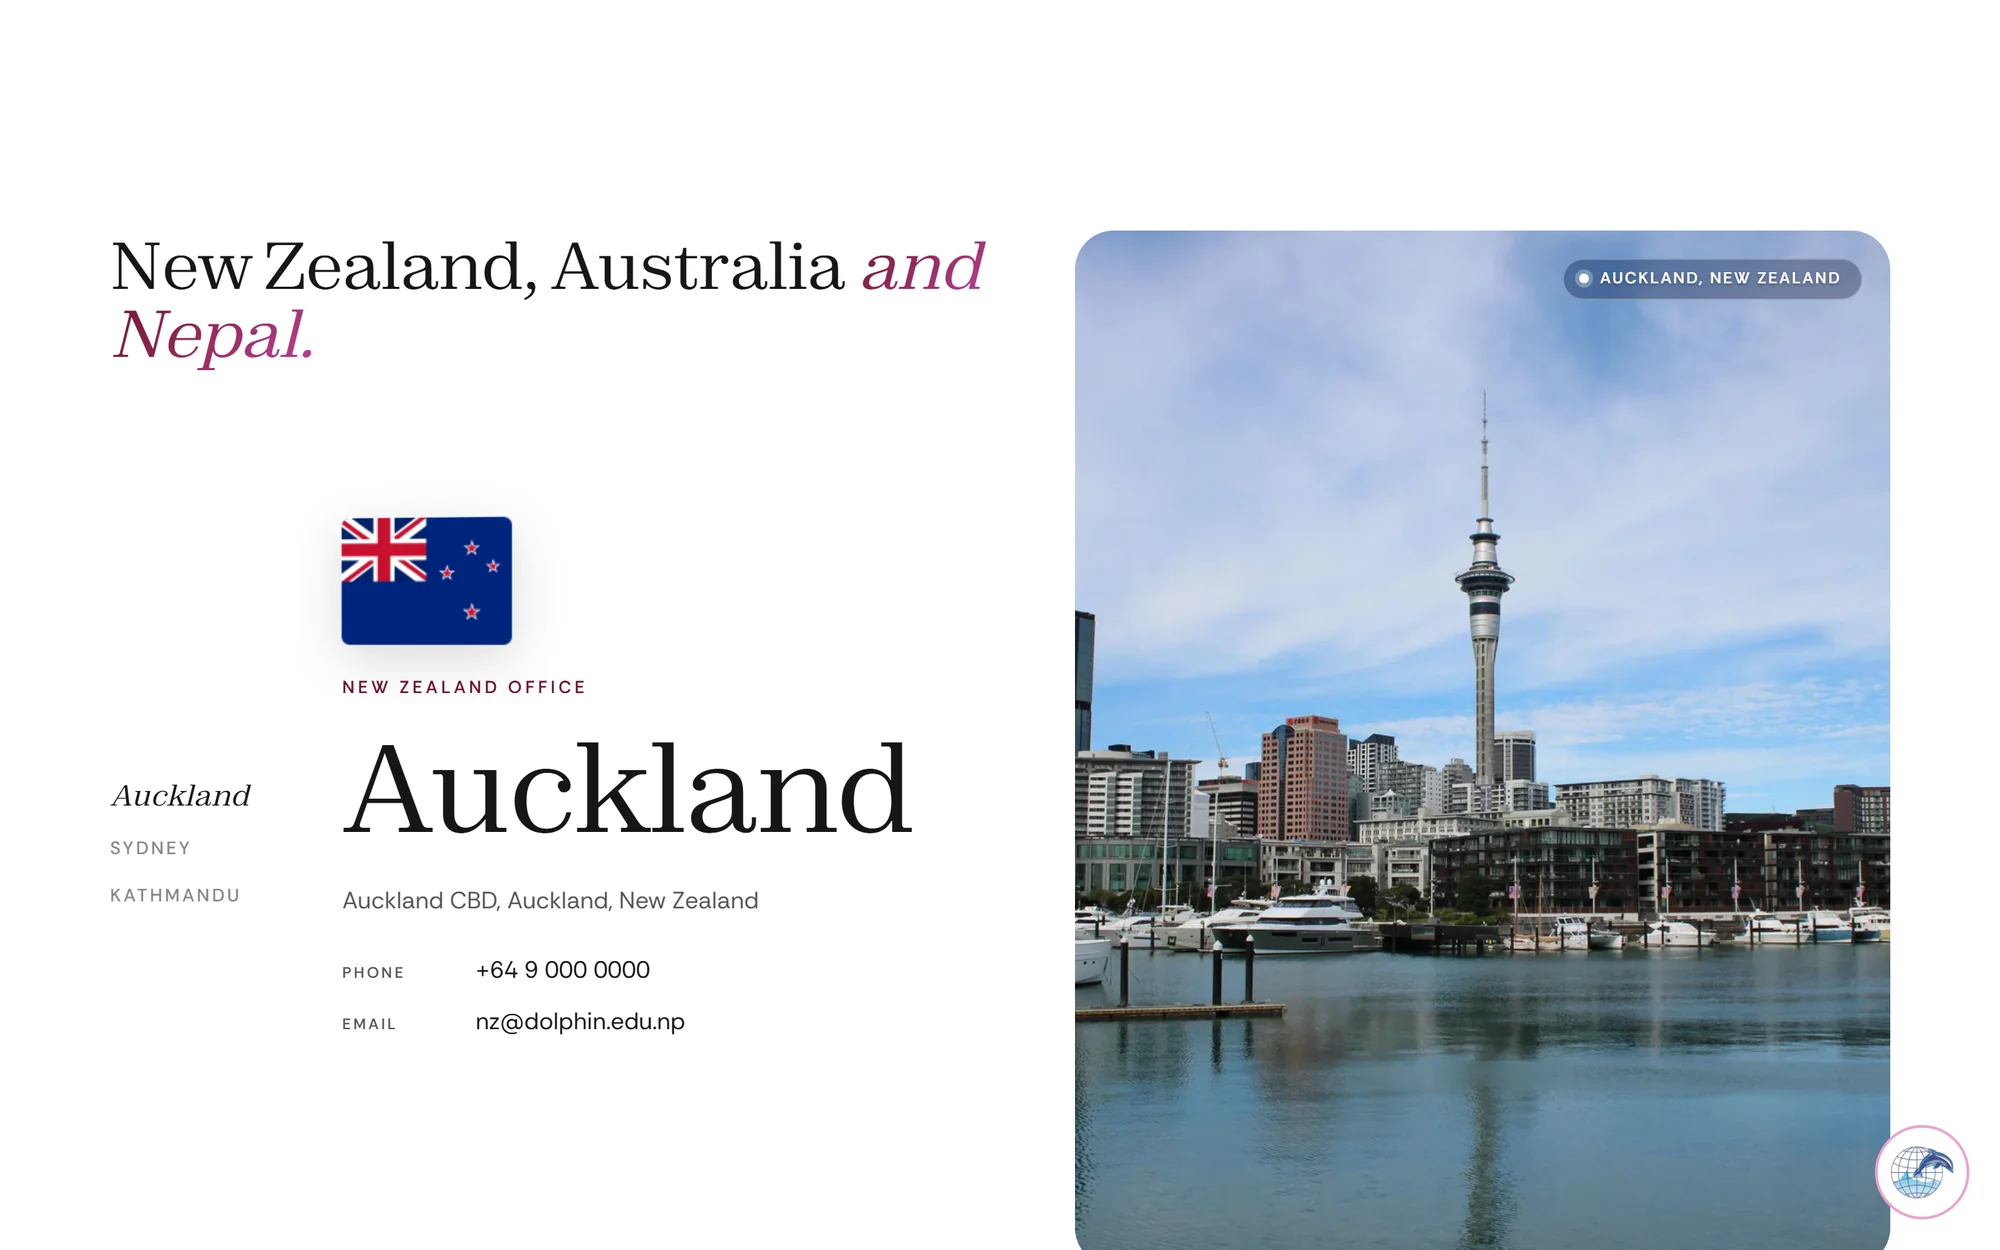 New Zealand, Australia and
Nepal.
AUCKLAND, NEW ZEALAND
NEW ZEALAND OFFICE
Auckland
Auckland
SYDNEY
KATHMANDU
Auckland CBD, Auckland, New Zealand
PHONE +64 9 000 0000
EMAIL nz@dolphin.edu.np